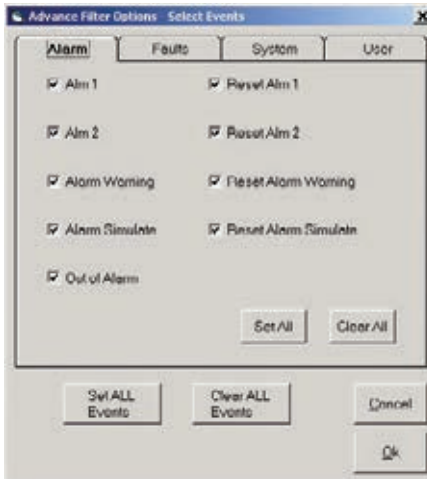 Advance Filter Options Select Events
Alarm Faults System User
Alm 1 Reset Alm 1
Alm 2 Reset Alm 2
Alarm Warning Reset Alarm Warning
Alarm Simulate Reset Alarm Simulate
Out of Alarm
Set All Clear All
Set ALL Events Clear ALL Events
Cancel
Ok